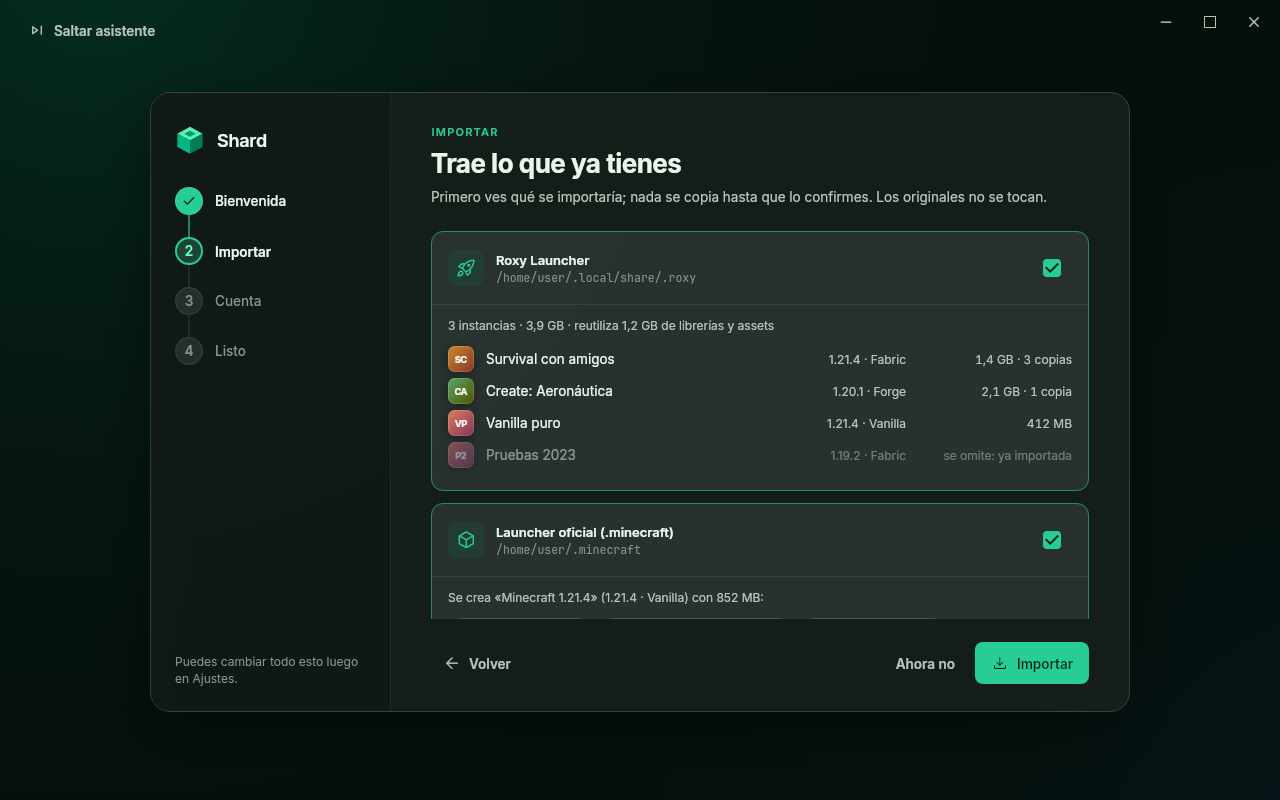 Saltar asistente
Shard
Bienvenida
2 Importar
3 Cuenta
4 Listo
Puedes cambiar todo esto luego
en Ajustes.
IMPORTAR
Trae lo que ya tienes
Primero ves qué se importaría; nada se copia hasta que lo confirmes. Los originales no se tocan.
Roxy Launcher
/home/user/.local/share/.roxy
3 instancias · 3,9 GB · reutiliza 1,2 GB de librerías y assets
SC Survival con amigos 1.21.4 · Fabric 1,4 GB · 3 copias
CA Create: Aeronáutica 1.20.1 · Forge 2,1 GB · 1 copia
VP Vanilla puro 1.21.4 · Vanilla 412 MB
P2 Pruebas 2023 1.19.2 · Fabric se omite: ya importada
Launcher oficial (.minecraft)
/home/user/.minecraft
Se crea «Minecraft 1.21.4» (1.21.4 · Vanilla) con 852 MB:
Volver
Ahora no
Importar